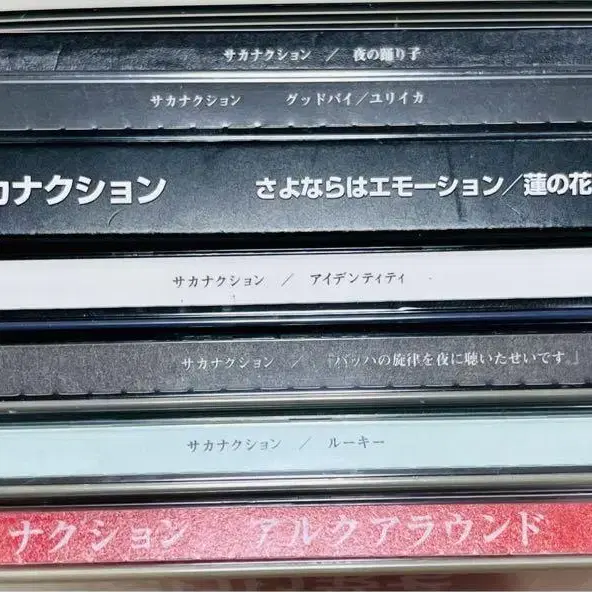 サカナクション ／ 夜の踊り子
サカナクション グッドバイ／ユリイカ
カナクション さよならはエモーション／蓮の花
サカナクション ／ アイデンティティ
サカナクション ／ 『バッハの旋律を夜に聴いたせいです。』
サカナクション ／ ルーキー
ナクション アルクアラウンド